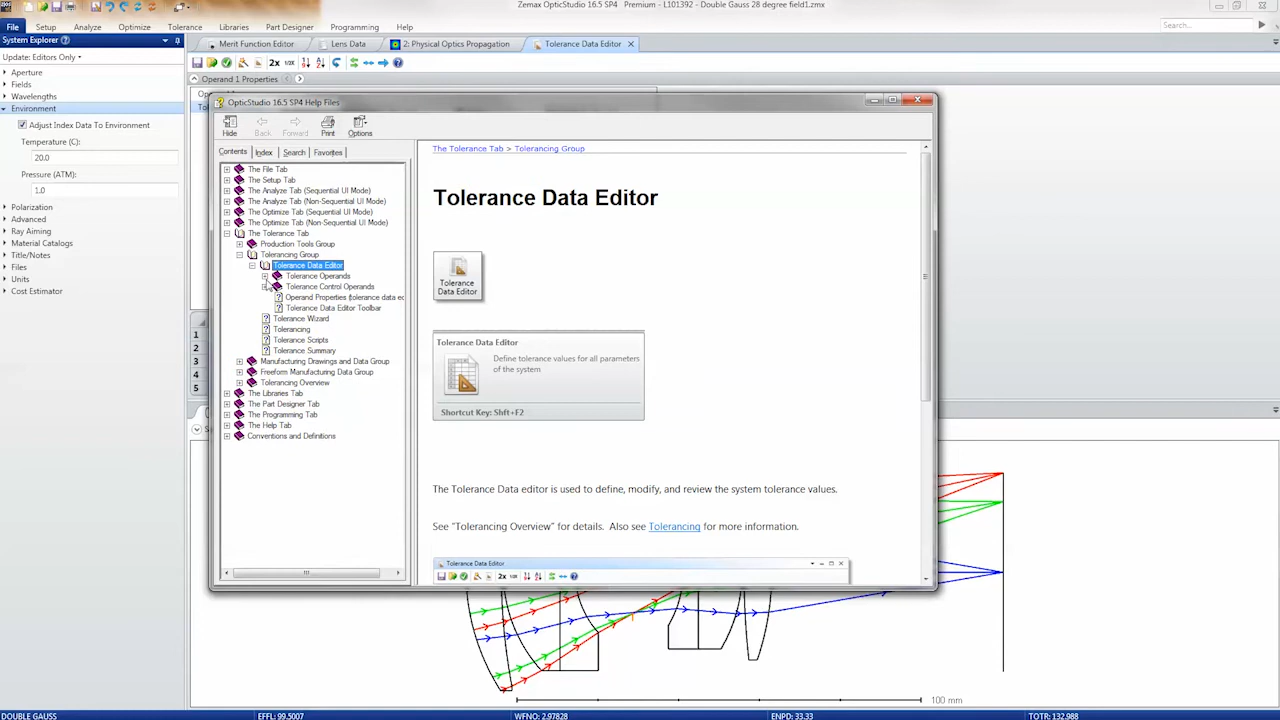 Zemax OpticStudio 16.5 SP4 Premium - L101392 - Double Gauss 28 degree field1.zmx
File Setup Analyze Optimize Tolerance Libraries Part Designer Programming Help
Search...
System Explorer
Merit Function Editor Lens Data 2: Physical Optics Propagation Tolerance Data Editor
Update: Editors Only
2x
Operand 1 Properties
Aperture
Fields
Wavelengths
Environment
Adjust Index Data To Environment
Temperature (C):
20.0
Pressure (ATM):
1.0
Polarization
Advanced
Ray Aiming
Material Catalogs
Title/Notes
Files
Units
Cost Estimator
OpticStudio 16.5 SP4 Help Files
Hide Back Forward Print Options
Contents Index Search Favorites
The File Tab
The Setup Tab
The Analyze Tab (Sequential UI Mode)
The Analyze Tab (Non-Sequential UI Mode)
The Optimize Tab (Sequential UI Mode)
The Optimize Tab (Non-Sequential UI Mode)
The Tolerance Tab
Production Tools Group
Tolerancing Group
Tolerance Data Editor
Tolerance Operands
Tolerance Control Operands
Operand Properties (tolerance data ec
Tolerance Data Editor Toolbar
Tolerance Wizard
Tolerancing
Tolerance Scripts
Tolerance Summary
Manufacturing Drawings and Data Group
Freeform Manufacturing Data Group
Tolerancing Overview
The Libraries Tab
The Part Designer Tab
The Programming Tab
The Help Tab
Conventions and Definitions
The Tolerance Tab > Tolerancing Group
Tolerance Data Editor
Tolerance
Data Editor
Tolerance Data Editor
Define tolerance values for all parameters
of the system
Shortcut Key: Shft+F2
The Tolerance Data editor is used to define, modify, and review the system tolerance values.
See "Tolerancing Overview" for details. Also see Tolerancing for more information.
Tolerance Data Editor
2x
1
2
3
4
5
100 mm
DOUBLE GAUSS EFFL: 99.5007 WFNO: 2.97828 ENPD: 33.33 TOTR: 132.988